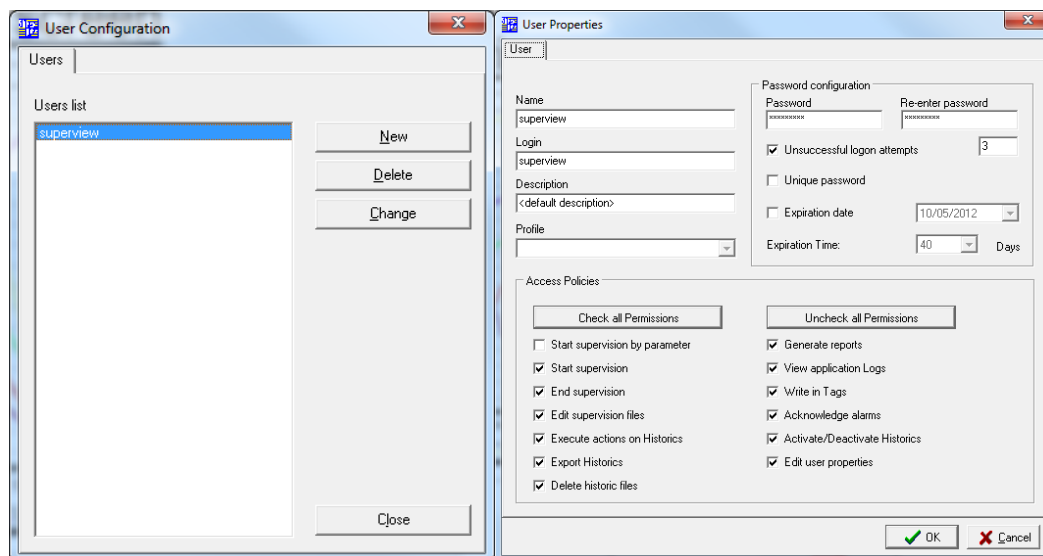 User Configuration
Users
Users list
superview
New
Delete
Change
Close
User Properties
User
Name
superview
Login
superview
Description
<default description>
Profile
Password configuration
Password Re-enter password
********* *********
Unsuccessful logon attempts 3
Unique password
Expiration date 10/05/2012
Expiration Time: 40 Days
Access Policies
Check all Permissions Uncheck all Permissions
Start supervision by parameter Generate reports
Start supervision View application Logs
End supervision Write in Tags
Edit supervision files Acknowledge alarms
Execute actions on Historics Activate/Deactivate Historics
Export Historics Edit user properties
Delete historic files
OK Cancel